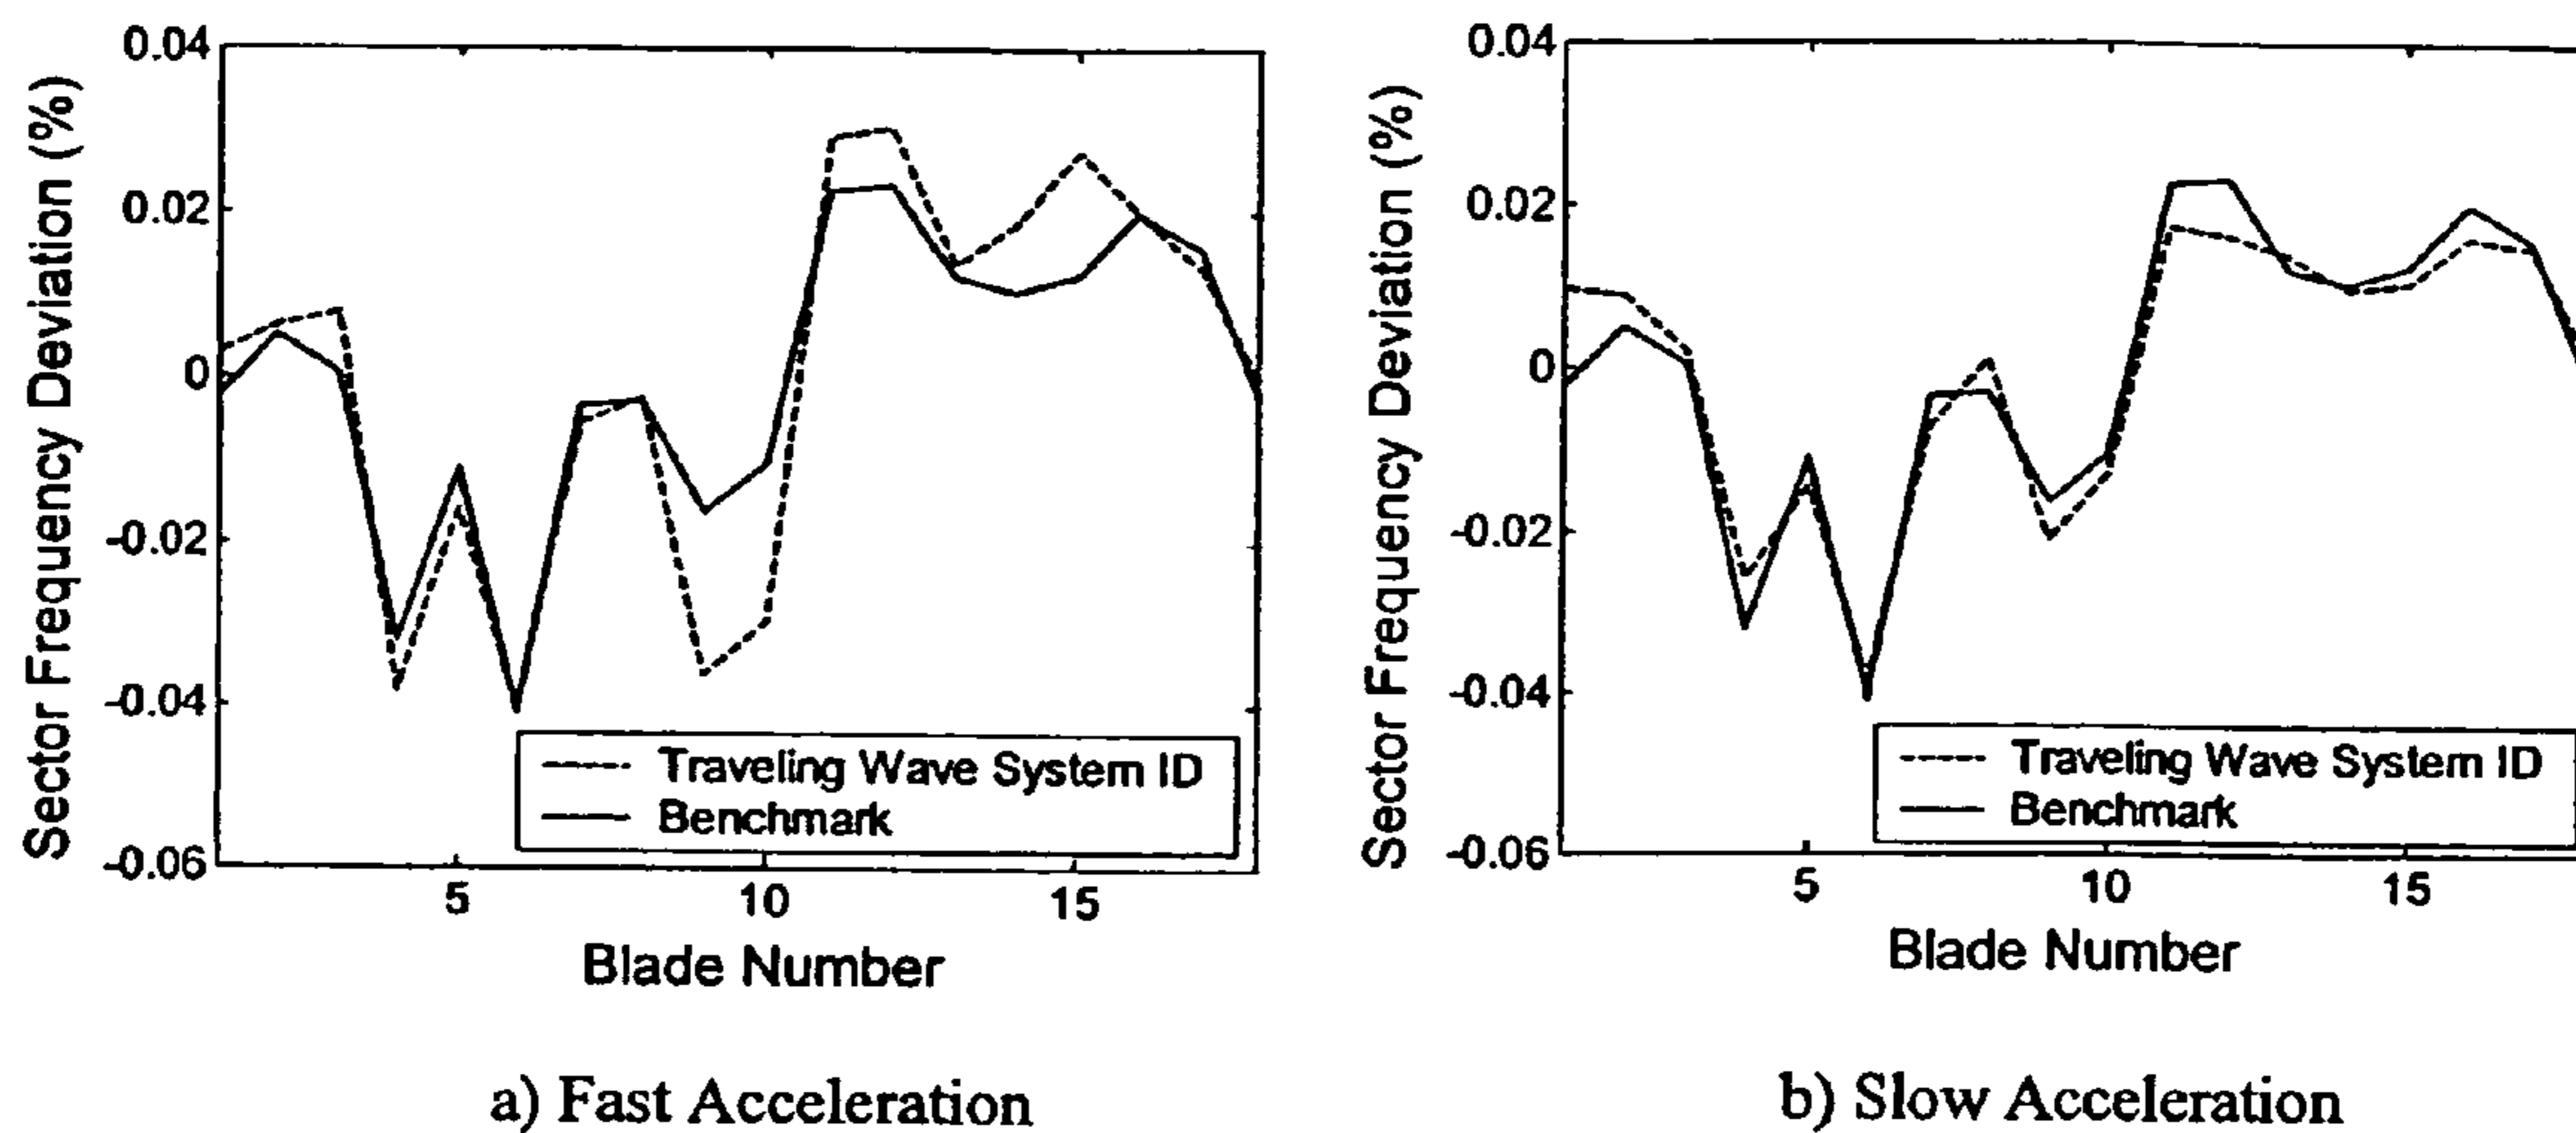 Sector Frequency Deviation (%)
0.04
0.02
0
-0.02
-0.04
-0.06
5
10
15
Blade Number
Traveling Wave System ID
Benchmark
a) Fast Acceleration
Sector Frequency Deviation (%)
0.04
0.02
0
-0.02
-0.04
-0.06
5
10
15
Blade Number
Traveling Wave System ID
Benchmark
b) Slow Acceleration